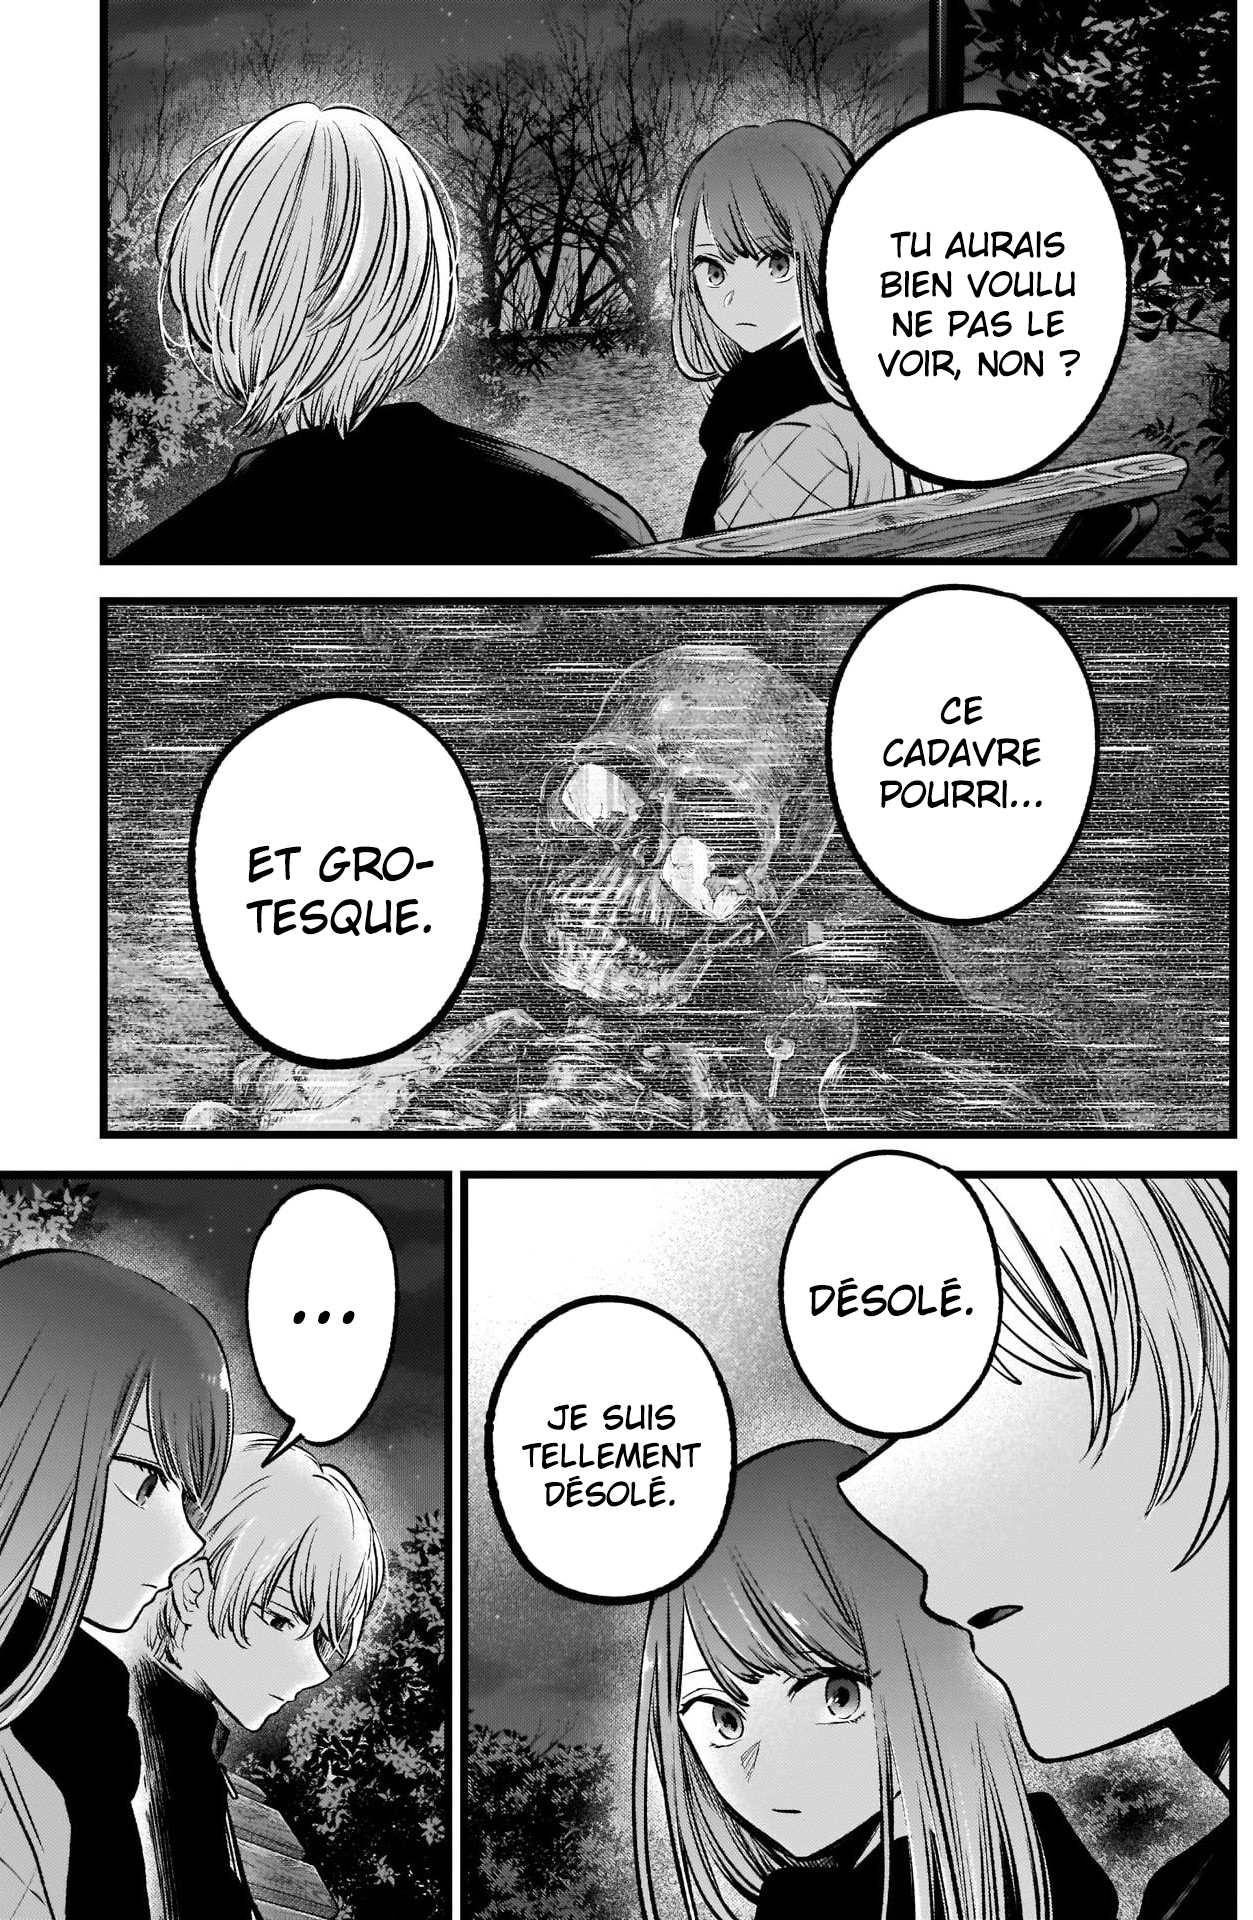 TU AURAIS
BIEN VOULU
NE PAS LE
VOIR, NON ?
CE
CADAVRE
POURRI...
ET GRO-
TESQUE.
DÉSOLÉ.
JE SUIS
TELLEMENT
DÉSOLÉ.
...